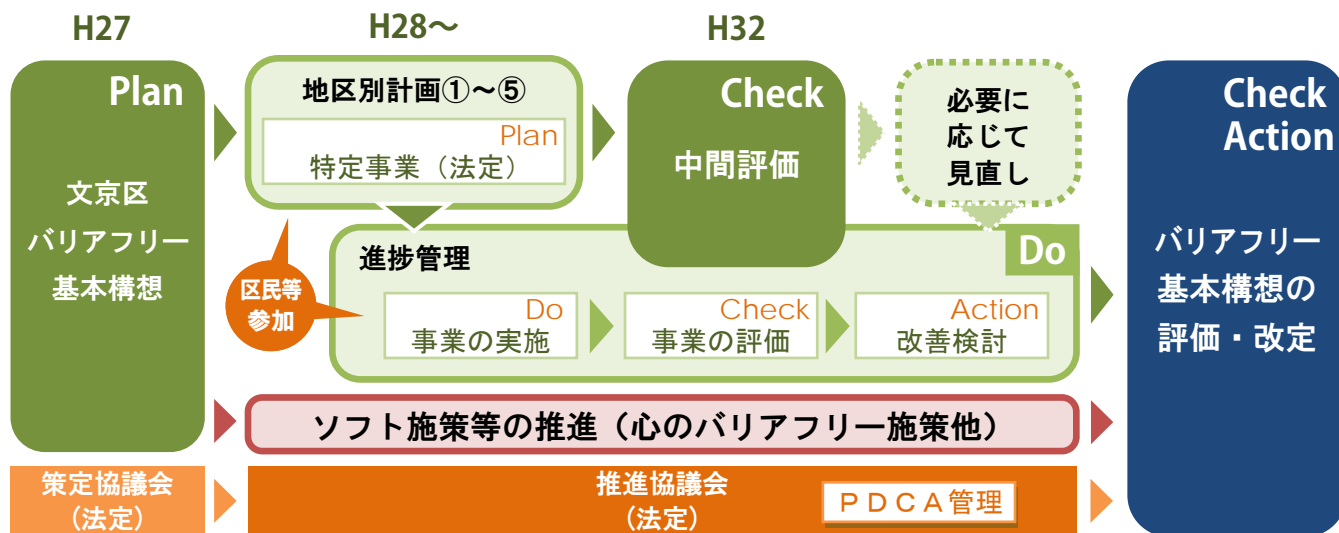 H27
H28～
H32
Plan
文京区
バリアフリー
基本構想
地区別計画①～⑤
Plan
特定事業（法定）
Check
中間評価
必要に
応じて
見直し
Check
Action
バリアフリー
基本構想の
評価・改定
区民等
参加
進捗管理
Do
Do
事業の実施
Check
事業の評価
Action
改善検討
ソフト施策等の推進（心のバリアフリー施策他）
策定協議会
（法定）
推進協議会
（法定）
ＰＤＣＡ管理